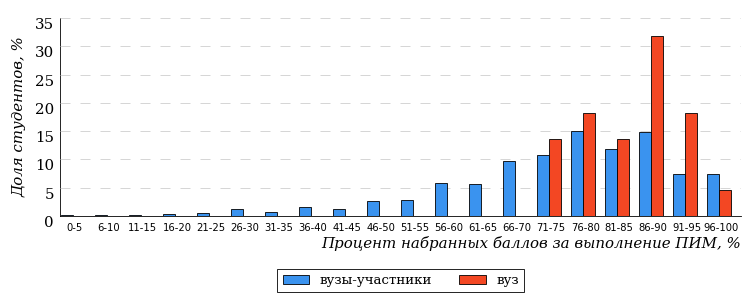 Доля студентов, %
35
30
25
20
15
10
5
0
0-5 6-10 11-15 16-20 21-25 26-30 31-35 36-40 41-45 46-50 51-55 56-60 61-65 66-70 71-75 76-80 81-85 86-90 91-95 96-100
Процент набранных баллов за выполнение ПИМ, %
вузы-участники вуз